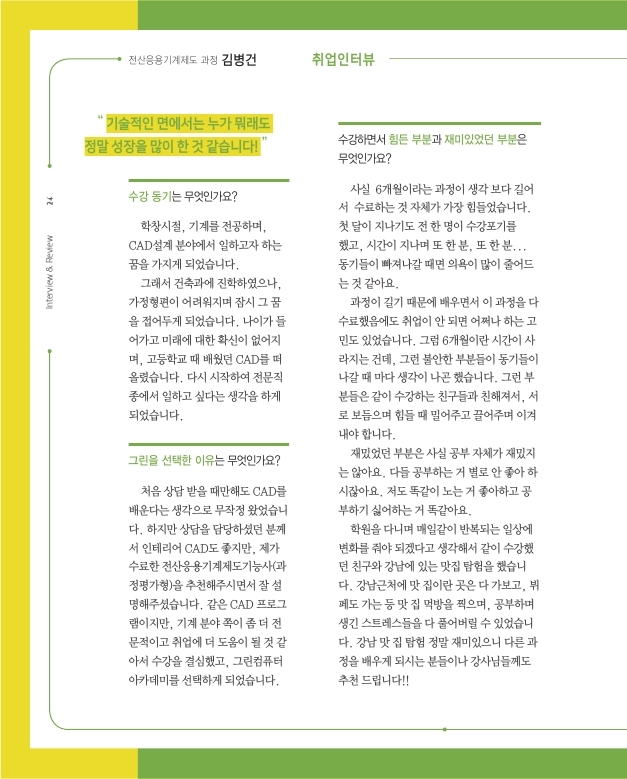 전산응용기계제도 과정 김병건
취업인터뷰
“ 기술적인 면에서는 누가 뭐래도
정말 성장을 많이 한 것 같습니다! ”
24
Interview & Review
수강 동기는 무엇인가요?
학창시절, 기계를 전공하며,
CAD설계 분야에서 일하고자 하는
꿈을 가지게 되었습니다.
그래서 건축과에 진학하였으나,
가정형편이 어려워지며 잠시 그 꿈
을 접어두게 되었습니다. 나이가 들
어가고 미래에 대한 확신이 없어지
며, 고등학교 때 배웠던 CAD를 떠
올렸습니다. 다시 시작하여 전문직
종에서 일하고 싶다는 생각을 하게
되었습니다.
그린을 선택한 이유는 무엇인가요?
처음 상담 받을 때만해도 CAD를
배운다는 생각으로 무작정 왔었습니
다. 하지만 상담을 담당하셨던 분께
서 인테리어 CAD도 좋지만, 제가
수료한 전산응용기계제도기능사(과
정평가형)을 추천해주시면서 잘 설
명해주셨습니다. 같은 CAD 프로그
램이지만, 기계 분야 쪽이 좀 더 전
문적이고 취업에 더 도움이 될 것 같
아서 수강을 결심했고, 그린컴퓨터
아카데미를 선택하게 되었습니다.
수강하면서 힘든 부분과 재미있었던 부분은
무엇인가요?
사실 6개월이라는 과정이 생각 보다 길어
서 수료하는 것 자체가 가장 힘들었습니다.
첫 달이 지나기도 전 한 명이 수강포기를
했고, 시간이 지나며 또 한 분, 또 한 분...
동기들이 빠져나갈 때면 의욕이 많이 줄어드
는 것 같아요.
과정이 길기 때문에 배우면서 이 과정을 다
수료했음에도 취업이 안 되면 어쩌나 하는 고
민도 있었습니다. 그럼 6개월이란 시간이 사
라지는 건데, 그런 불안한 부분들이 동기들이
나갈 때 마다 생각이 나곤 했습니다. 그런 부
분들은 같이 수강하는 친구들과 친해져서, 서
로 보듬으며 힘들 때 밀어주고 끌어주며 이겨
내야 합니다.
재밌었던 부분은 사실 공부 자체가 재밌지
는 않아요. 다들 공부하는 거 별로 안 좋아 하
시잖아요. 저도 똑같이 노는 거 좋아하고 공
부하기 싫어하는 거 똑같아요.
학원을 다니며 매일같이 반복되는 일상에
변화를 줘야 되겠다고 생각해서 같이 수강했
던 친구와 강남에 있는 맛집 탐험을 했습니
다. 강남근처에 맛 집이란 곳은 다 가보고, 뷔
페도 가는 등 맛 집 먹방을 찍으며, 공부하며
생긴 스트레스들을 다 풀어버릴 수 있었습니
다. 강남 맛 집 탐험 정말 재미있으니 다른 과
정을 배우게 되시는 분들이나 강사님들께도
추천 드립니다!!